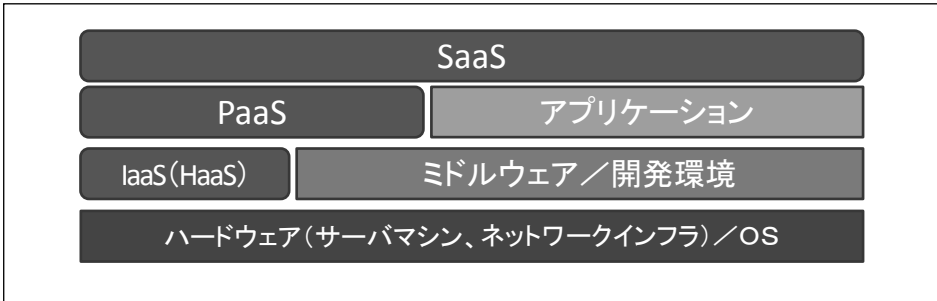 SaaS
PaaS
アプリケーション
IaaS(HaaS)
ミドルウェア／開発環境
ハードウェア（サーバマシン、ネットワークインフラ）／ＯＳ